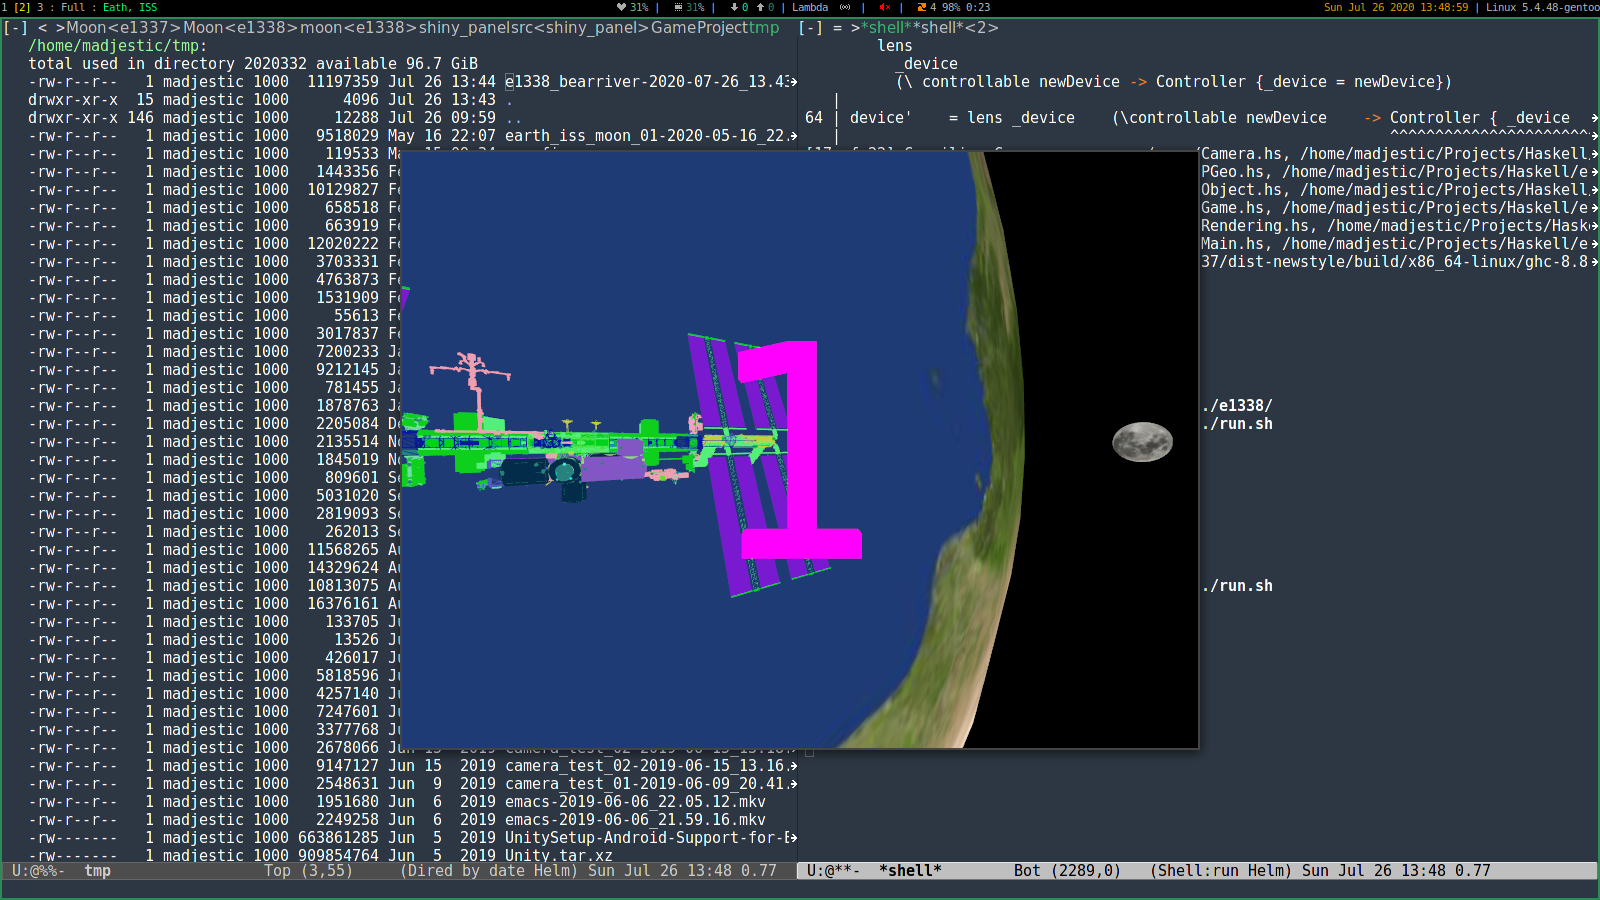 1 [2] 3 : Full : Eath, ISS
31% | 31% | 0 0 | Lambda | | 4 98% 0:23
Sun Jul 26 2020 13:48:59 | Linux 5.4.48-gentoo
[-] < >Moon<e1337>Moon<e1338>moon<e1338>shiny_panelsrc<shiny_panel>GameProjecttmp
/home/madjestic/tmp:
total used in directory 2020332 available 96.7 GiB
-rw-r--r-- 1 madjestic 1000 11197359 Jul 26 13:44 e1338_bearriver-2020-07-26_13.43
drwxr-xr-x 15 madjestic 1000 4096 Jul 26 13:43 .
drwxr-xr-x 146 madjestic 1000 12288 Jul 26 09:59 ..
-rw-r--r-- 1 madjestic 1000 9518029 May 16 22:07 earth_iss_moon_01-2020-05-16_22.
-rw-r--r-- 1 madjestic 1000 119533
-rw-r--r-- 1 madjestic 1000 1443356 Fe
-rw-r--r-- 1 madjestic 1000 10129827 Fe
-rw-r--r-- 1 madjestic 1000 658518 Fe
-rw-r--r-- 1 madjestic 1000 663919 Fe
-rw-r--r-- 1 madjestic 1000 12020222 Fe
-rw-r--r-- 1 madjestic 1000 3703331 Fe
-rw-r--r-- 1 madjestic 1000 4763873 Fe
-rw-r--r-- 1 madjestic 1000 1531909 Fe
-rw-r--r-- 1 madjestic 1000 55613 Fe
-rw-r--r-- 1 madjestic 1000 3017837 Fe
-rw-r--r-- 1 madjestic 1000 7200233 Ja
-rw-r--r-- 1 madjestic 1000 9212145 Ja
-rw-r--r-- 1 madjestic 1000 781455 Ja
-rw-r--r-- 1 madjestic 1000 1878763 Ja
-rw-r--r-- 1 madjestic 1000 2205084 De
-rw-r--r-- 1 madjestic 1000 2135514 No
-rw-r--r-- 1 madjestic 1000 1845019 No
-rw-r--r-- 1 madjestic 1000 809601 Se
-rw-r--r-- 1 madjestic 1000 5031020 Se
-rw-r--r-- 1 madjestic 1000 2819093 Se
-rw-r--r-- 1 madjestic 1000 262013 Se
-rw-r--r-- 1 madjestic 1000 11568265 Au
-rw-r--r-- 1 madjestic 1000 14329624 Au
-rw-r--r-- 1 madjestic 1000 10813075 Au
-rw-r--r-- 1 madjestic 1000 16376161 Au
-rw-r--r-- 1 madjestic 1000 133705 Ju
-rw-r--r-- 1 madjestic 1000 13526 Ju
-rw-r--r-- 1 madjestic 1000 426017 Ju
-rw-r--r-- 1 madjestic 1000 5818596 Ju
-rw-r--r-- 1 madjestic 1000 4257140 Ju
-rw-r--r-- 1 madjestic 1000 7247601 Ju
-rw-r--r-- 1 madjestic 1000 3377768 Ju
-rw-r--r-- 1 madjestic 1000 2678066 Jun 15 2019 camera_test_02-2019-06-15_13.16.
-rw-r--r-- 1 madjestic 1000 9147127 Jun 15 2019 camera_test_02-2019-06-15_13.16.
-rw-r--r-- 1 madjestic 1000 2548631 Jun 9 2019 camera_test_01-2019-06-09_20.41.
-rw-r--r-- 1 madjestic 1000 1951680 Jun 6 2019 emacs-2019-06-06_22.05.12.mkv
-rw-r--r-- 1 madjestic 1000 2249258 Jun 6 2019 emacs-2019-06-06_21.59.16.mkv
-rw------- 1 madjestic 1000 663861285 Jun 5 2019 UnitySetup-Android-Support-for-E
-rw------- 1 madjestic 1000 909854764 Jun 5 2019 Unity.tar.xz
U:@%%- tmp Top (3,55) (Dired by date Helm) Sun Jul 26 13:48 0.77
[-] = >*shell**shell*<2>
lens
_device
(\ controllable newDevice -> Controller {_device = newDevice})
|
64 | device' = lens _device (\controllable newDevice -> Controller { _device
| ^^^^^^^^^^^^^^^^^^^^^^
/Camera.hs, /home/madjestic/Projects/Haskell
PGeo.hs, /home/madjestic/Projects/Haskell/e
Object.hs, /home/madjestic/Projects/Haskell
Game.hs, /home/madjestic/Projects/Haskell/e
Rendering.hs, /home/madjestic/Projects/Hask
Main.hs, /home/madjestic/Projects/Haskell/e
37/dist-newstyle/build/x86_64-linux/ghc-8.8
./e1338/
./run.sh
./run.sh
1
U:@**- *shell* Bot (2289,0) (Shell:run Helm) Sun Jul 26 13:48 0.77